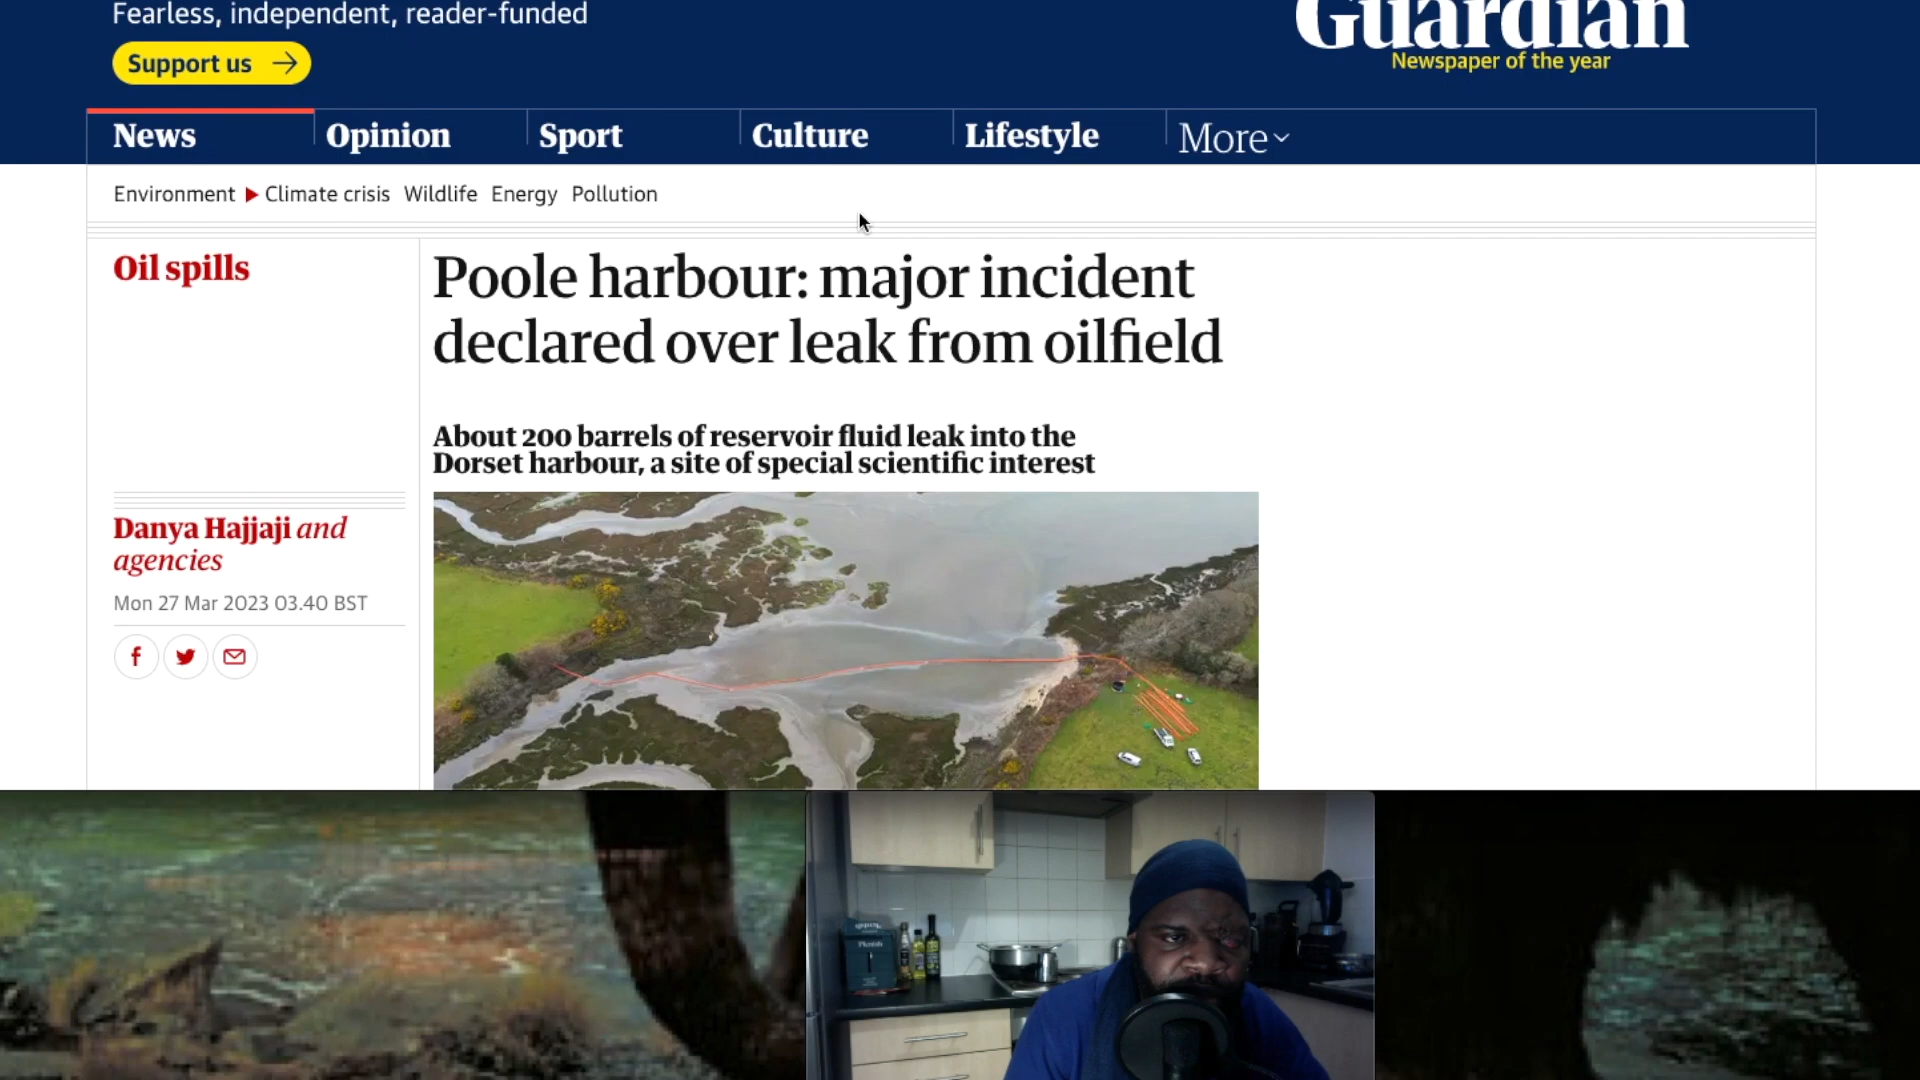 Fearless, independent, reader-funded
Support us
Guardian
Newspaper of the year
News
Opinion
Sport
Culture
Lifestyle
More
Environment
Climate crisis
Wildlife
Energy
Pollution
Oil spills
Poole harbour: major incident
declared over leak from oilfield
About 200 barrels of reservoir fluid leak into the
Dorset harbour, a site of special scientific interest
Danya Hajjaji and
agencies
Mon 27 Mar 2023 03.40 BST
Plenish